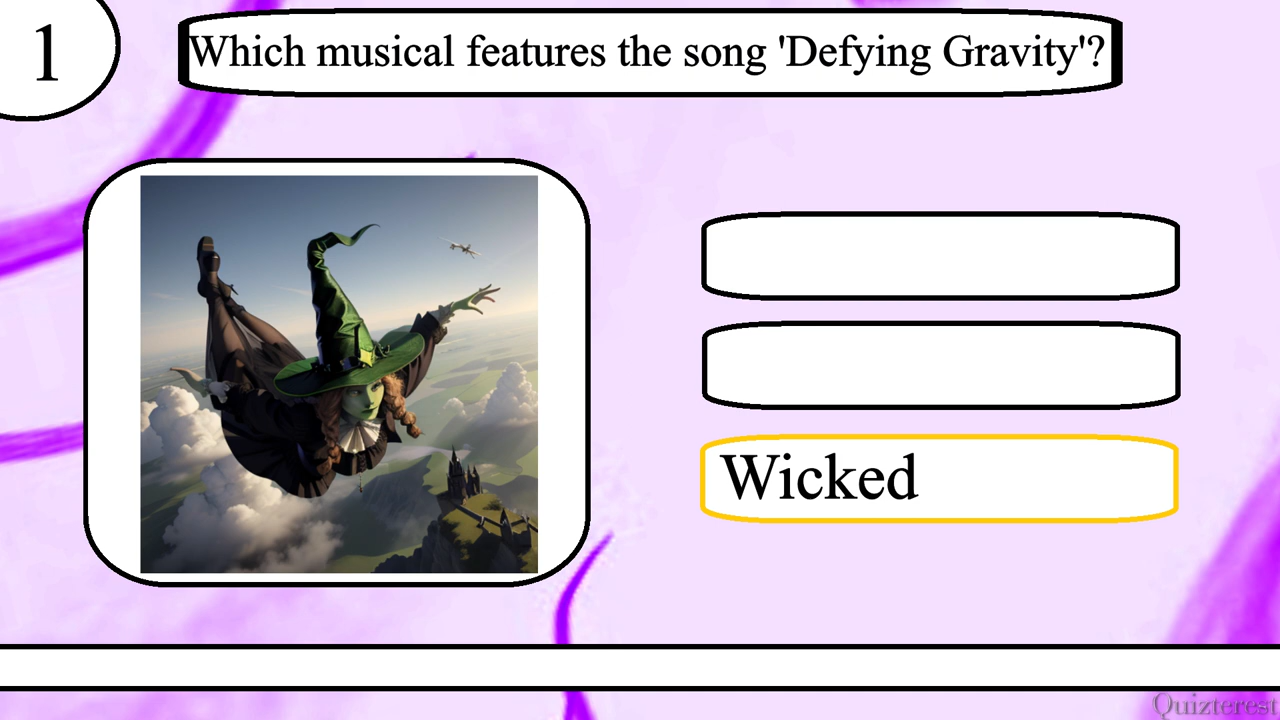 1
Which musical features the song 'Defying Gravity'?
Wicked
Quizterest